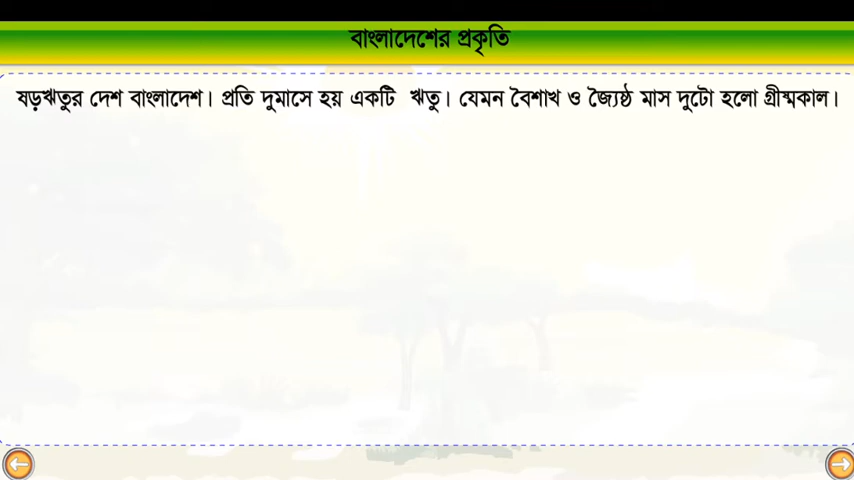 বাংলাদেশের প্রকৃতি
ষড়ঋতুর দেশ বাংলাদেশ। প্রতি দুমাসে হয় একটি ঋতু। যেমন বৈশাখ ও জ্যৈষ্ঠ মাস দুটো হলো গ্রীষ্মকাল।